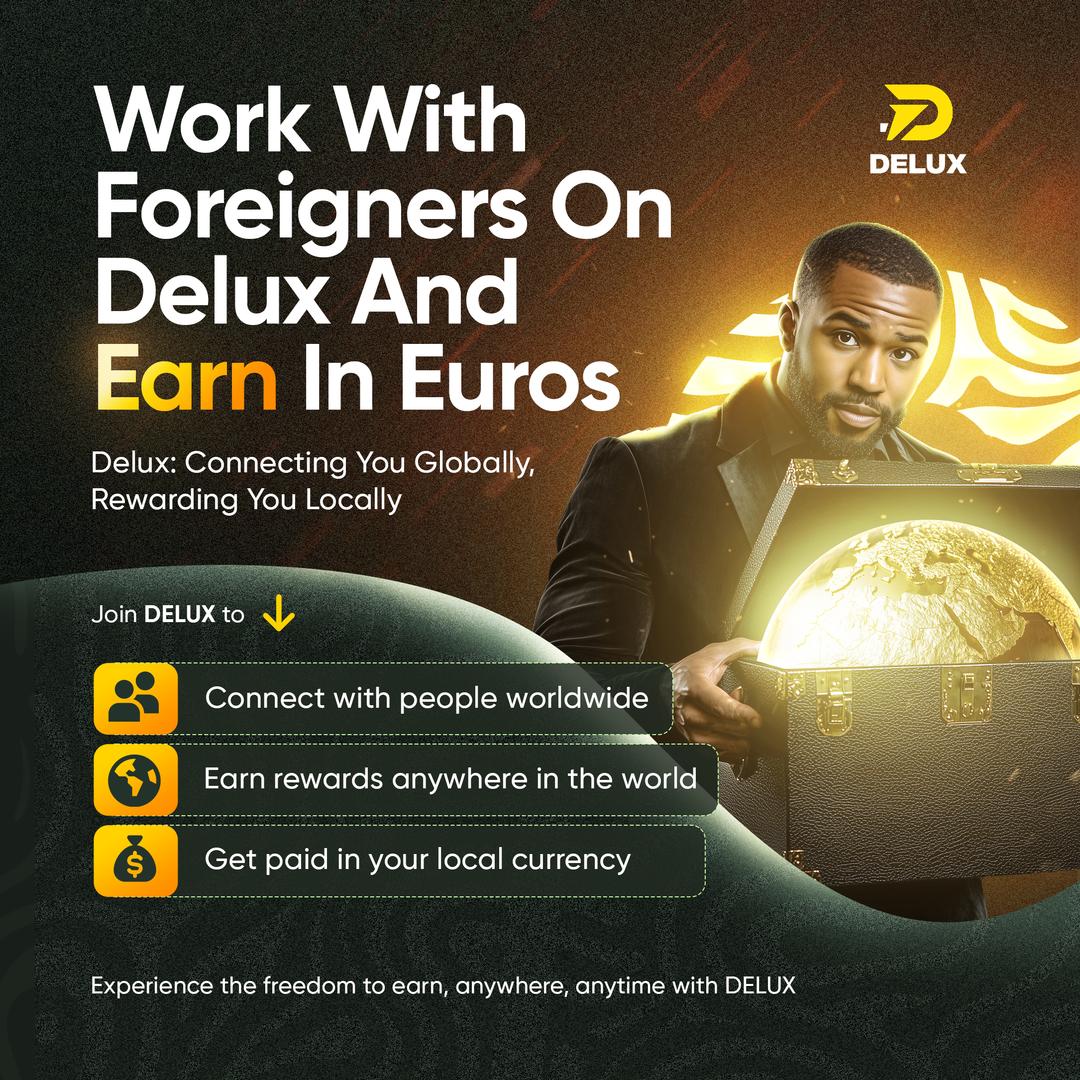 Work With
Foreigners On
Delux And
Earn In Euros
DELUX
Delux: Connecting You Globally,
Rewarding You Locally
Join DELUX to
Connect with people worldwide
Earn rewards anywhere in the world
Get paid in your local currency
Experience the freedom to earn, anywhere, anytime with DELUX